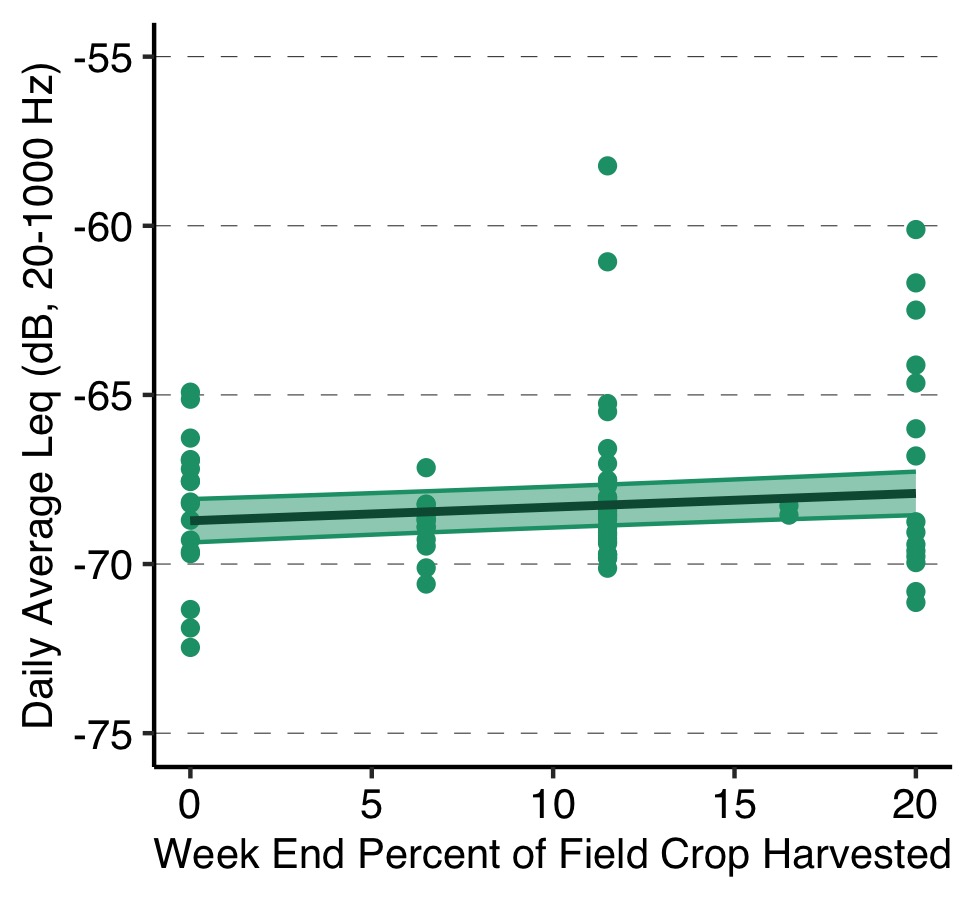 Daily Average Leq (dB, 20-1000 Hz)
-55
-60
-65
-70
-75
0 5 10 15 20
Week End Percent of Field Crop Harvested